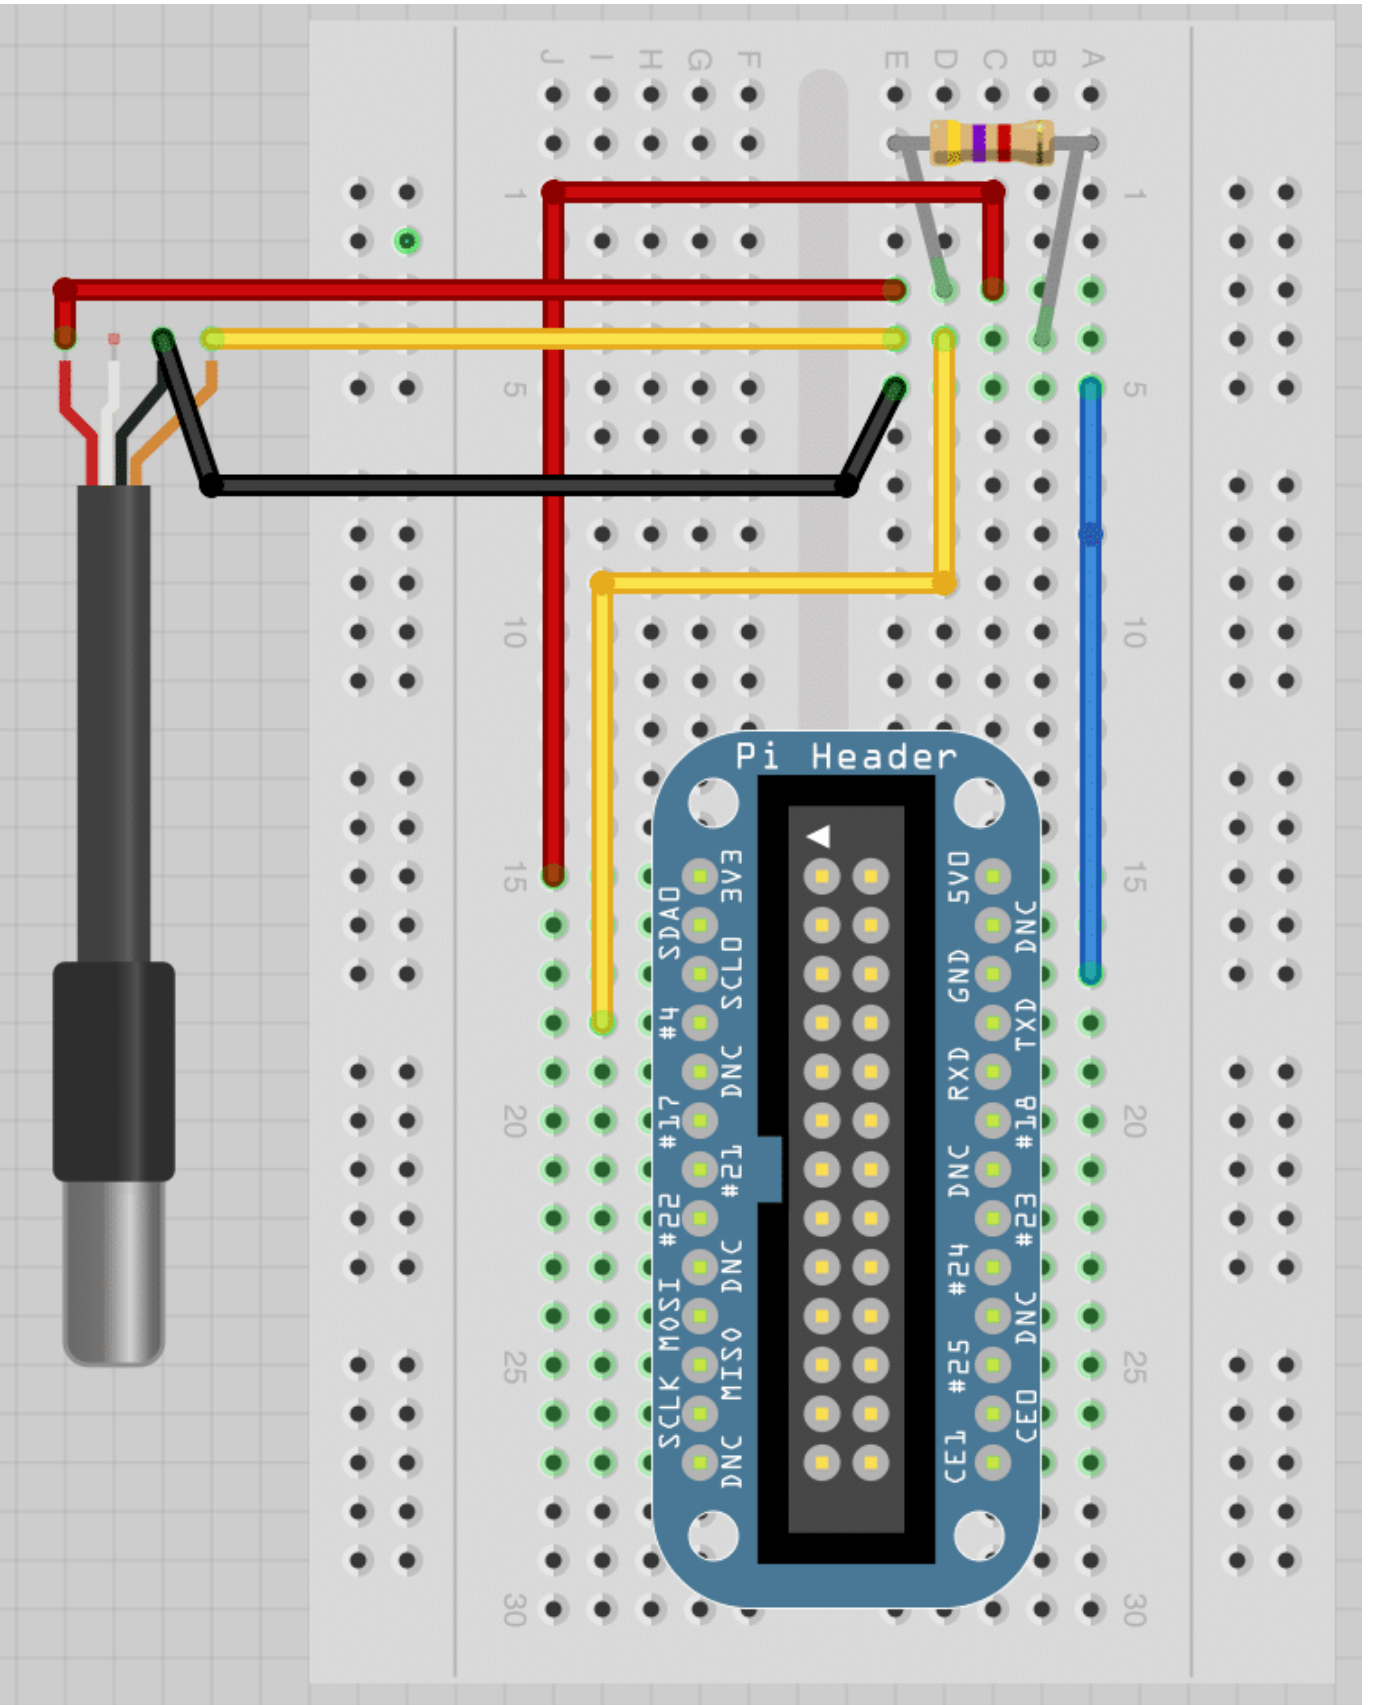 J I H G F E D C B A
1 1
5 5
10 10
Pi Header
15 15
20 20
25 25
30 30
3V3
SDA0
SCL0
#4
DNC
#17
#21
#22
DNC
MOSI
MISO
SCLK
DNC
5V0
DNC
GND
TXD
RXD
#18
DNC
#23
#24
DNC
#25
CE0
CE1